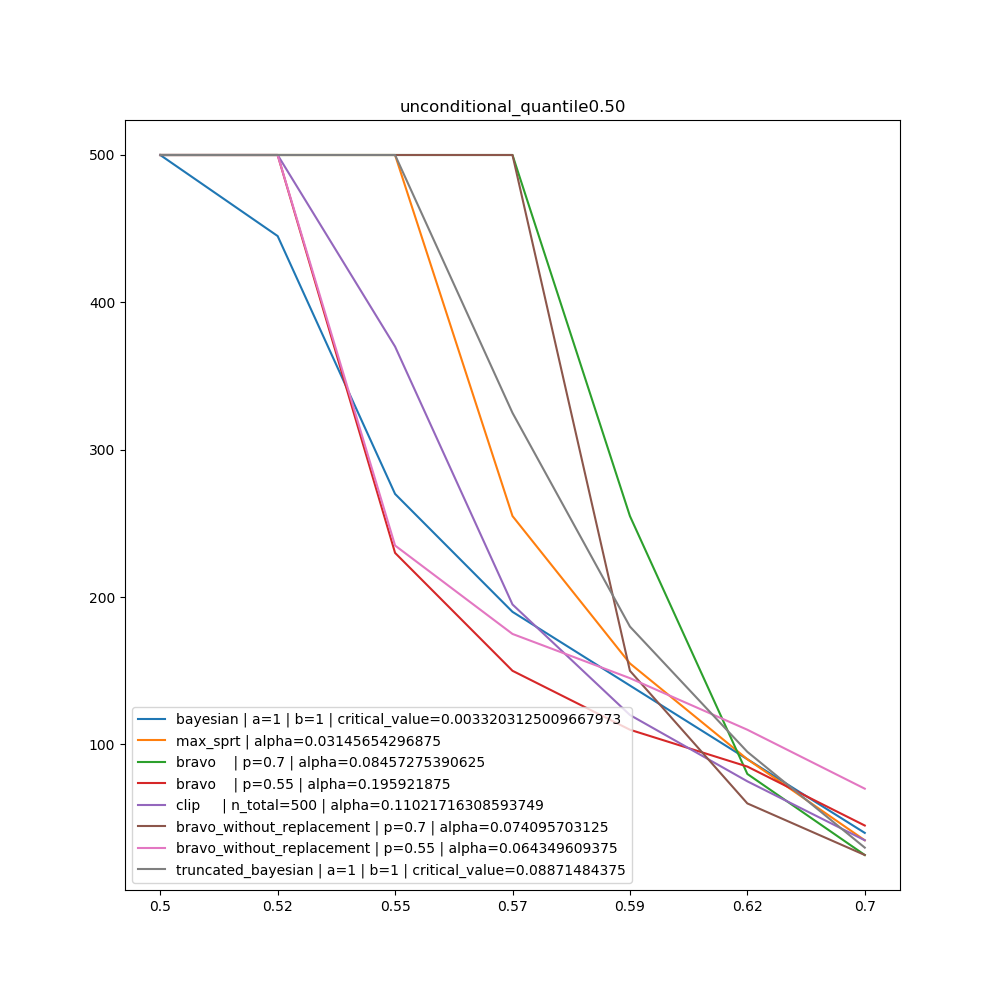 unconditional_quantile0.50
500
400
300
200
100
bayesian | a=1 | b=1 | critical_value=0.0033203125009667973
max_sprt | alpha=0.03145654296875
bravo    | p=0.7 | alpha=0.08457275390625
bravo    | p=0.55 | alpha=0.195921875
clip     | n_total=500 | alpha=0.11021716308593749
bravo_without_replacement | p=0.7 | alpha=0.074095703125
bravo_without_replacement | p=0.55 | alpha=0.064349609375
truncated_bayesian | a=1 | b=1 | critical_value=0.08871484375
0.5 0.52 0.55 0.57 0.59 0.62 0.7